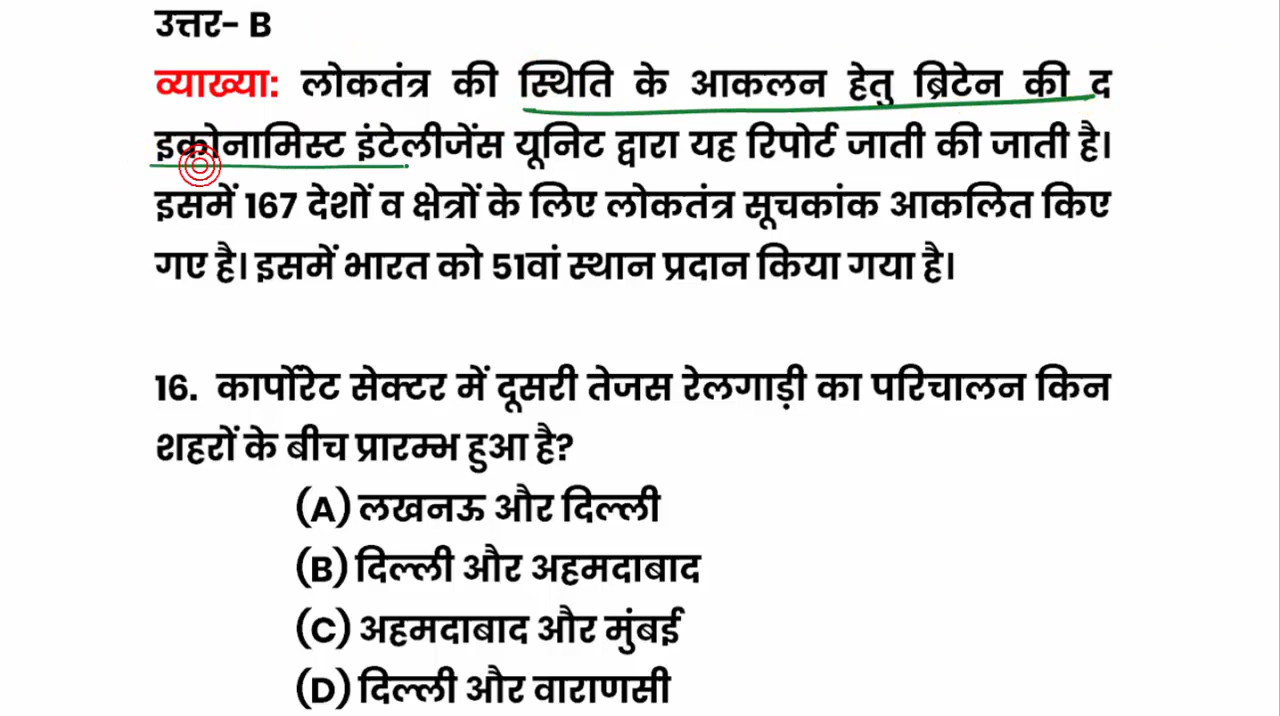 उत्तर- B
व्याख्या: लोकतंत्र की स्थिति के आकलन हेतु ब्रिटेन की द
इकोनामिस्ट इंटेलीजेंस यूनिट द्वारा यह रिपोर्ट जाती की जाती है।
इसमें 167 देशों व क्षेत्रों के लिए लोकतंत्र सूचकांक आकलित किए
गए है। इसमें भारत को 51वां स्थान प्रदान किया गया है।
16. कार्पोरेट सेक्टर में दूसरी तेजस रेलगाड़ी का परिचालन किन
शहरों के बीच प्रारम्भ हुआ है?
(A) लखनऊ और दिल्ली
(B) दिल्ली और अहमदाबाद
(C) अहमदाबाद और मुंबई
(D) दिल्ली और वाराणसी